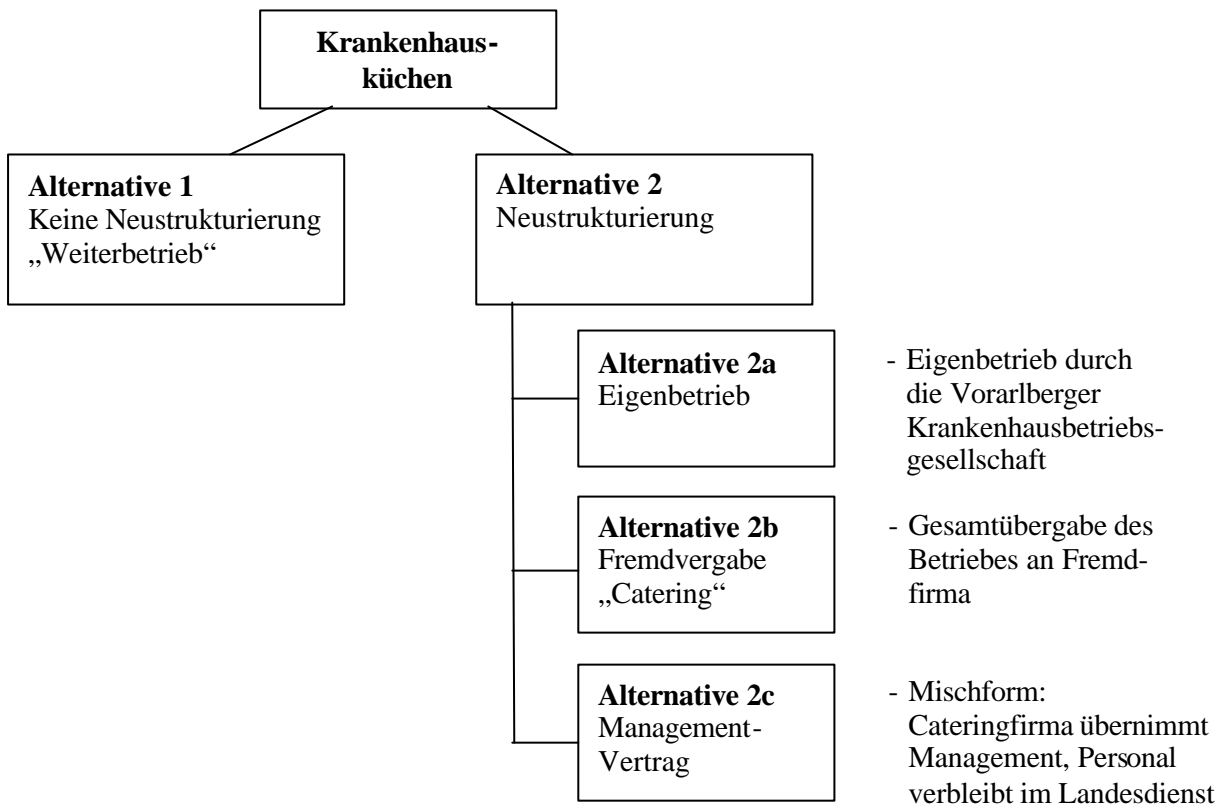 Krankenhaus-
küchen
Alternative 1
Keine Neustrukturierung
„Weiterbetrieb“
Alternative 2
Neustrukturierung
Alternative 2a
Eigenbetrieb
- Eigenbetrieb durch
die Vorarlberger
Krankenhausbetriebs-
gesellschaft
Alternative 2b
Fremdvergabe
„Catering“
- Gesamtübergabe des
Betriebes an Fremd-
firma
Alternative 2c
Management-
Vertrag
- Mischform:
Cateringfirma übernimmt
Management, Personal
verbleibt im Landesdienst